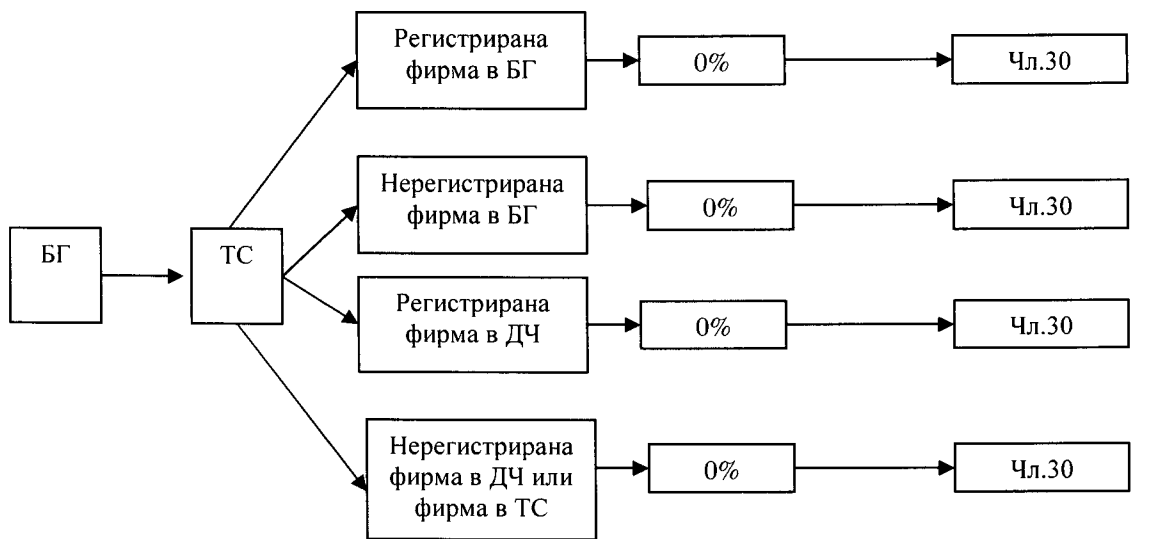 Регистрирана
фирма в БГ
0%
Чл.30
Нерегистрирана
фирма в БГ
0%
Чл.30
БГ
ТС
Регистрирана
фирма в ДЧ
0%
Чл.30
Нерегистрирана
фирма в ДЧ или
фирма в ТС
0%
Чл.30